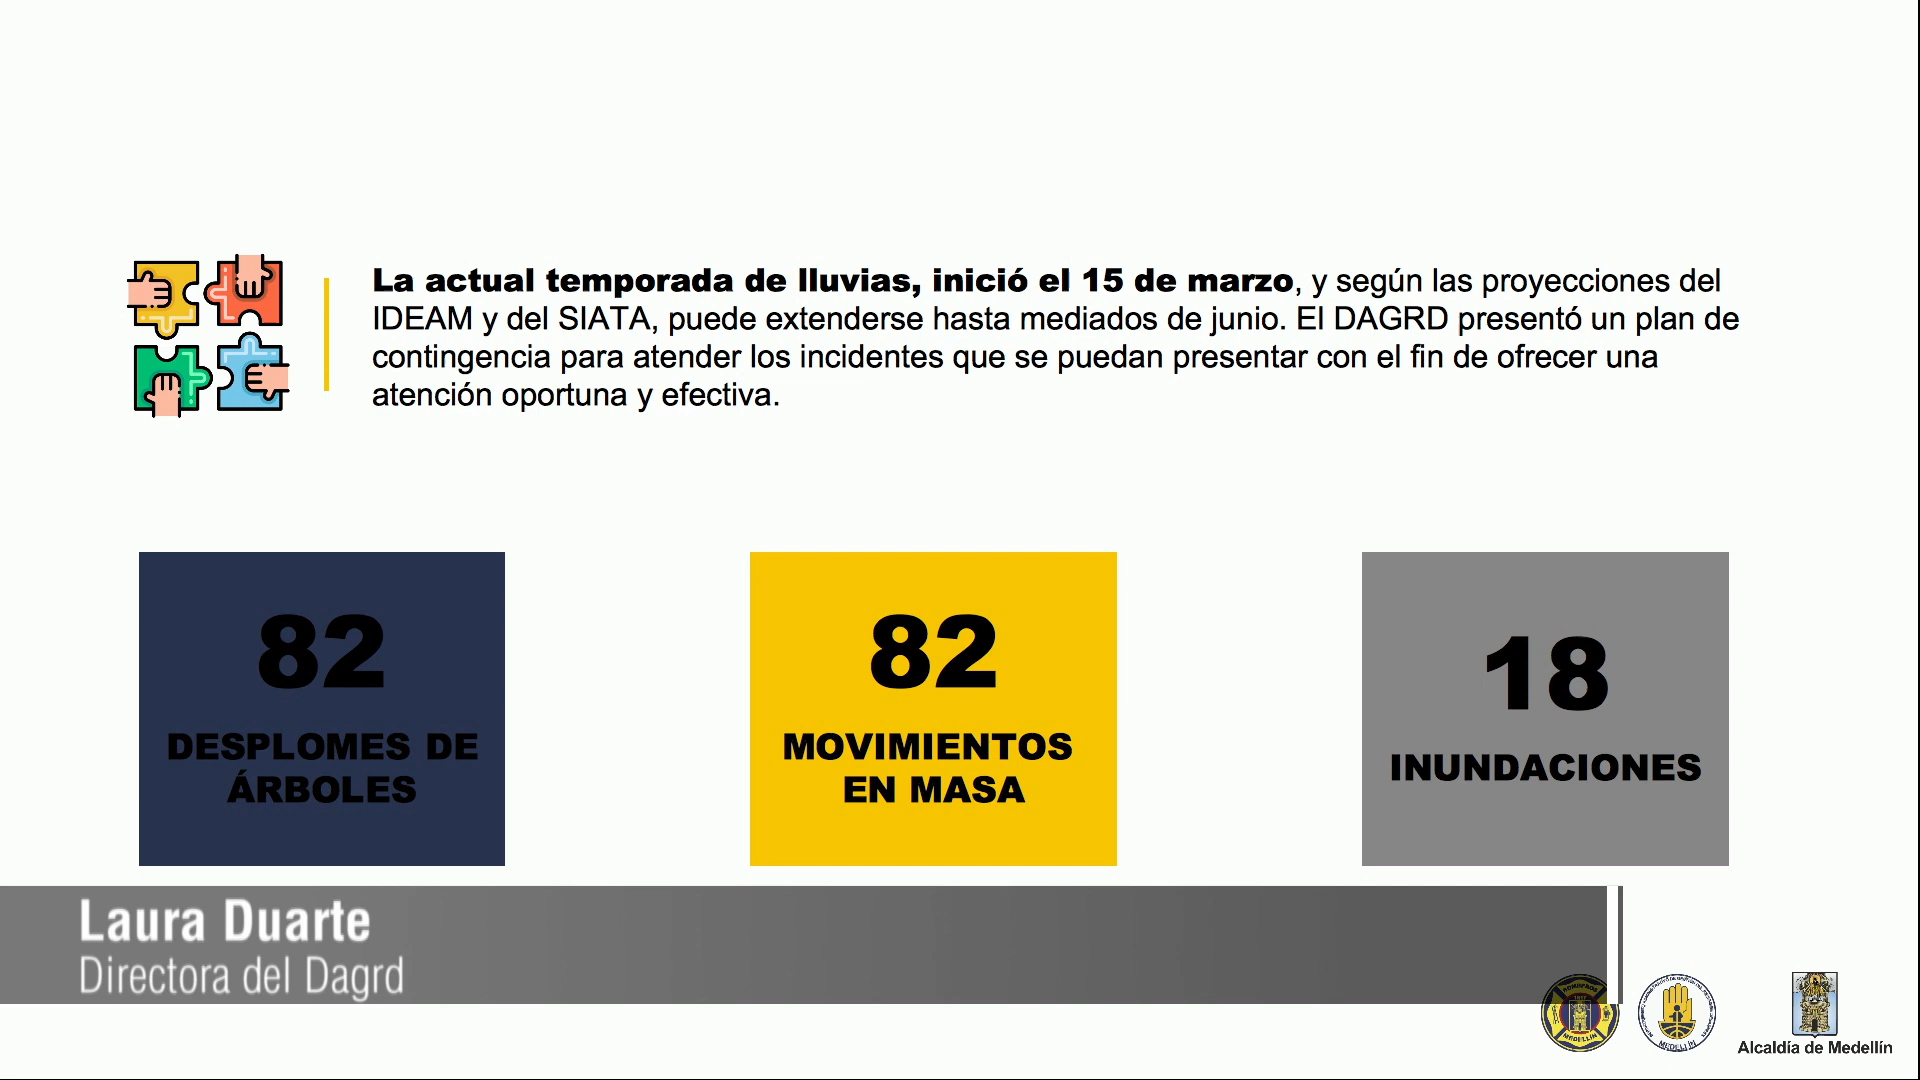 La actual temporada de lluvias, inició el 15 de marzo, y según las proyecciones del
IDEAM y del SIATA, puede extenderse hasta mediados de junio. El DAGRD presentó un plan de
contingencia para atender los incidentes que se puedan presentar con el fin de ofrecer una
atención oportuna y efectiva.
82
DESPLOMES DE
ÁRBOLES
82
MOVIMIENTOS
EN MASA
18
INUNDACIONES
Laura Duarte
Directora del Dagrd
BOMBEROS
MEDELLÍN
MEDELLÍN
Alcaldía de Medellín